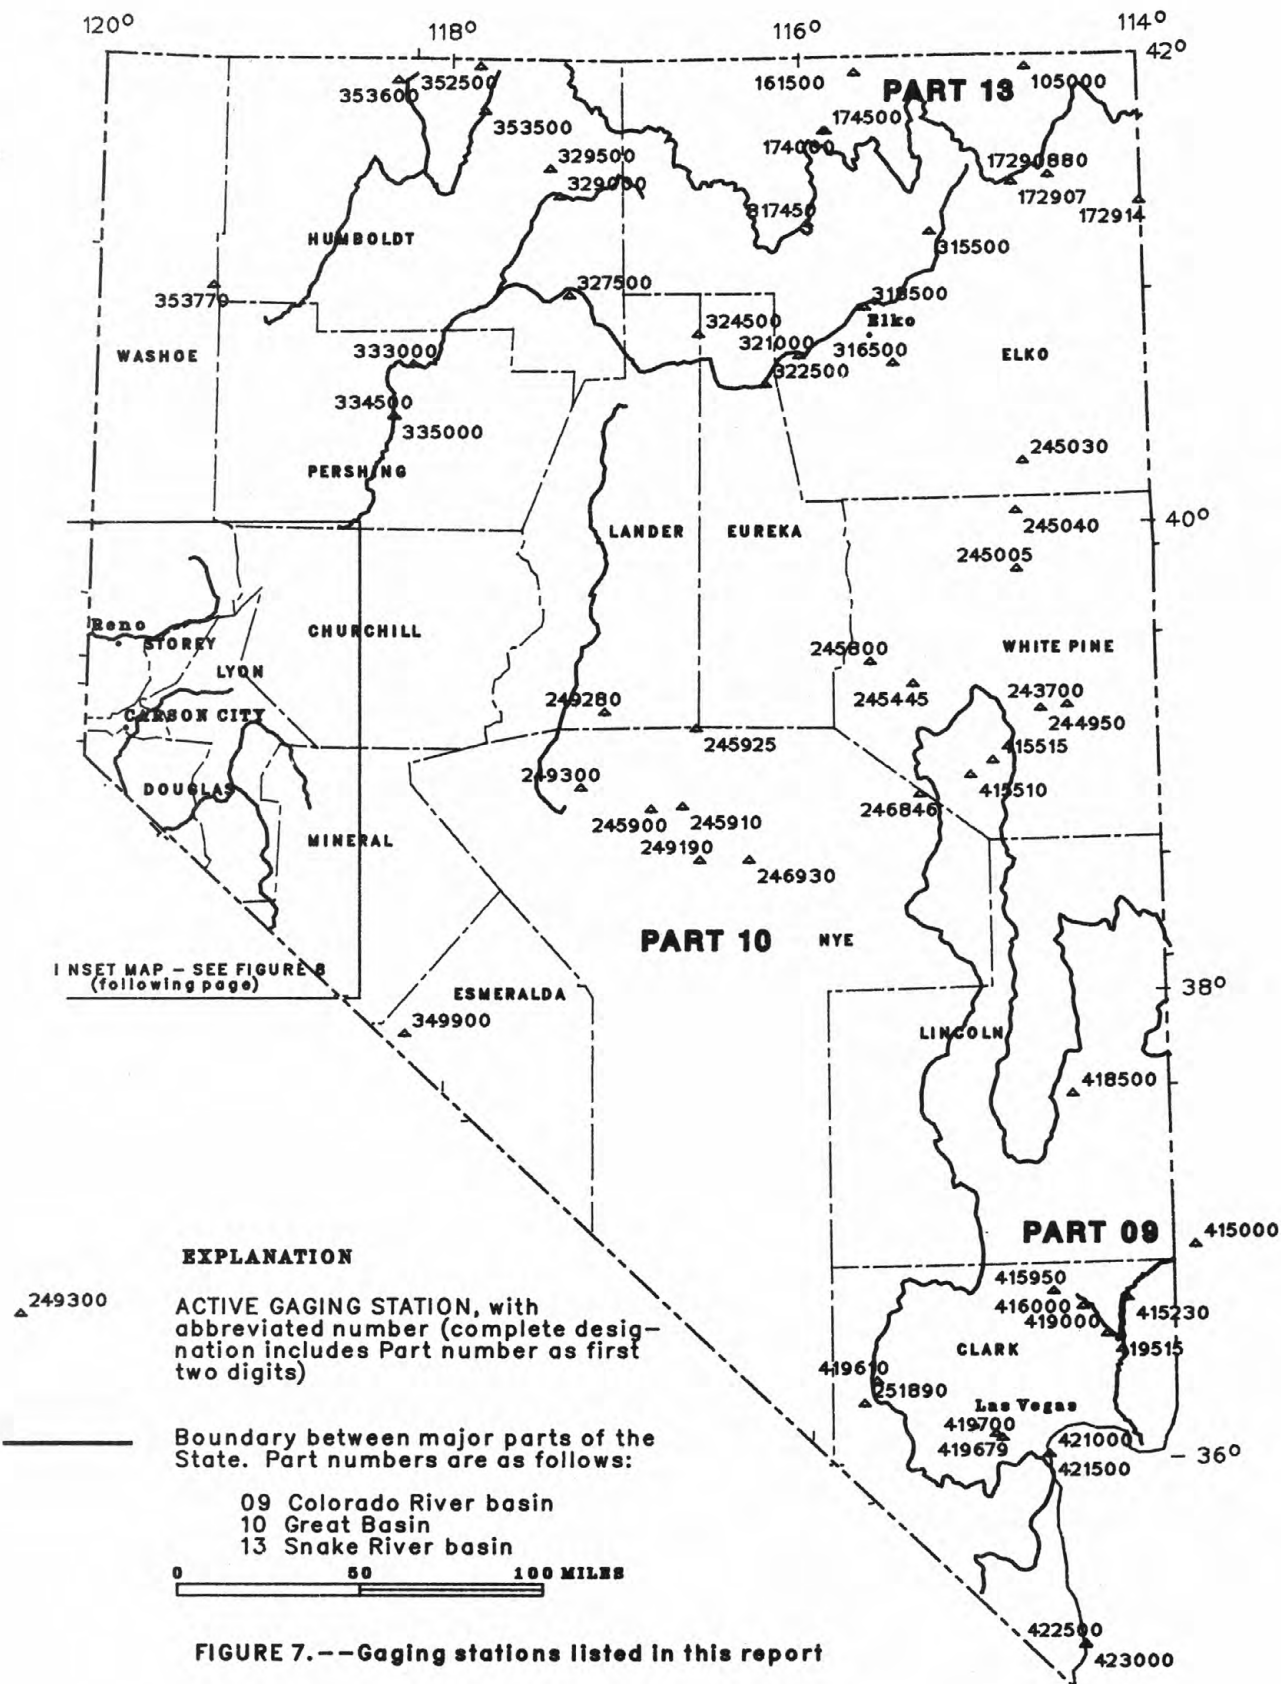 120°
118°
116°
114°
42°
353600
352500
161500
PART 13
105000
353500
174500
174000
329500
329000
17290880
172907
172914
317450
HUMBOLDT
315500
353770
327500
318500
Elko
324500
321000
316500
322500
WASHOE
333000
ELKO
334500
335000
245030
PERSHING
40°
LANDER
EUREKA
245040
245005
Reno
STOREY
CHURCHILL
LYON
245800
WHITE PINE
249280
245445
243700
244950
CARSON CITY
245925
415515
249300
415510
DOUGLAS
246846
245900
245910
MINERAL
249190
246930
PART 10
NYE
INSET MAP – SEE FIGURE 8
(following page)
ESMERALDA
38°
349900
LINCOLN
418500
PART 09
415000
EXPLANATION
415950
249300
ACTIVE GAGING STATION, with
abbreviated number (complete desig–
nation includes Part number as first
two digits)
416000
419000
415230
419515
CLARK
419610
251890
Las Vegas
419700
419679
421000
421500
36°
Boundary between major parts of the
State. Part numbers are as follows:
09 Colorado River basin
10 Great Basin
13 Snake River basin
0 50 100 MILES
422500
423000
FIGURE 7.––Gaging stations listed in this report